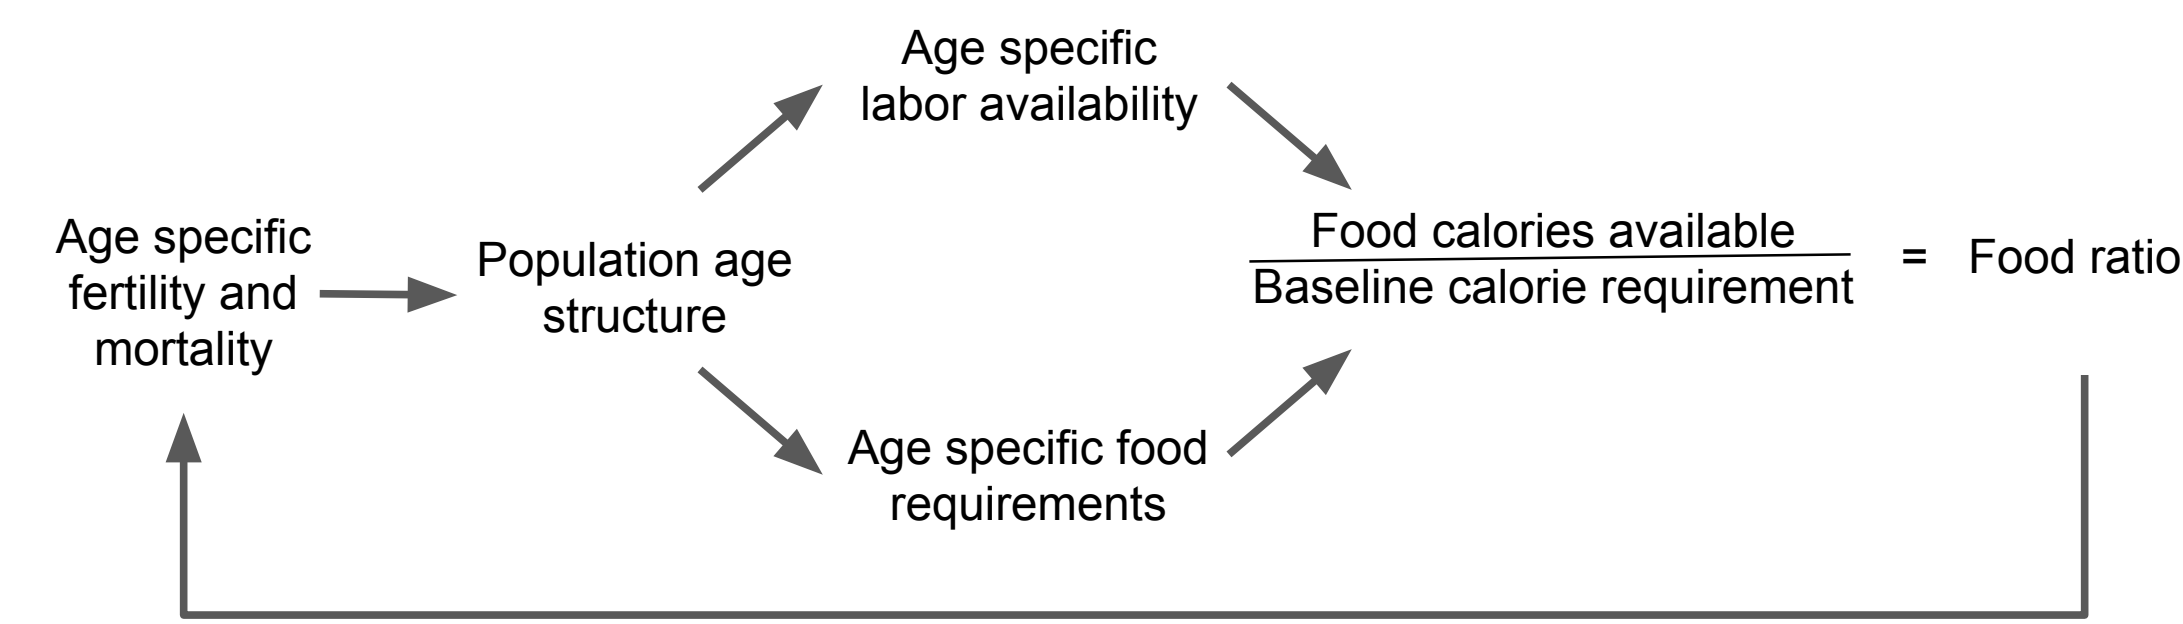 Age specific
labor availability
Age specific
fertility and
mortality
Population age
structure
Food calories available
Baseline calorie requirement
= Food ratio
Age specific food
requirements